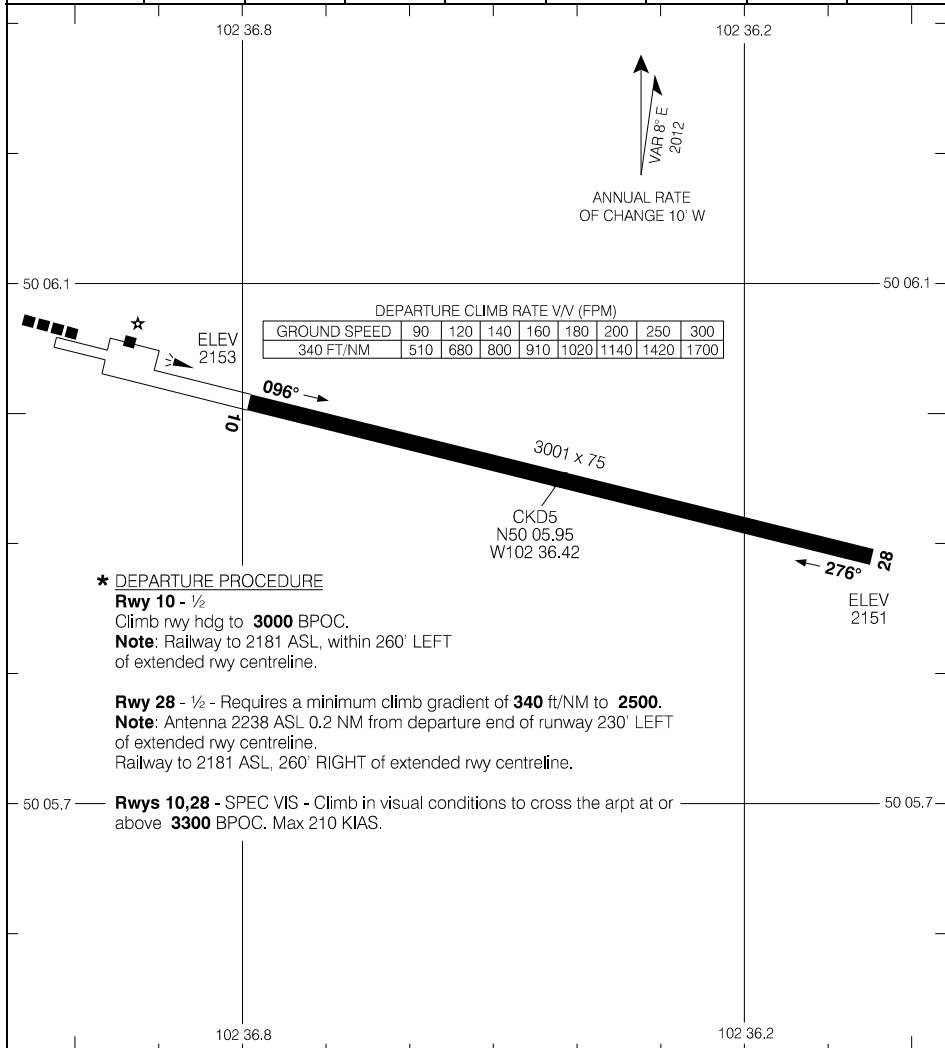 102 36.8
102 36.2
VAR 8° E
2012
ANNUAL RATE
OF CHANGE 10' W
50 06.1
50 06.1
DEPARTURE CLIMB RATE V/V (FPM)
GROUND SPEED 90 120 140 160 180 200 250 300
340 FT/NM 510 680 800 910 1020 1140 1420 1700
ELEV
2153
096°
10
3001 x 75
CKD5
N50 05.95
W102 36.42
28
276°
ELEV
2151
* DEPARTURE PROCEDURE
Rwy 10 - ½
Climb rwy hdg to 3000 BPOC.
Note: Railway to 2181 ASL, within 260' LEFT
of extended rwy centreline.
Rwy 28 - ½ - Requires a minimum climb gradient of 340 ft/NM to 2500.
Note: Antenna 2238 ASL 0.2 NM from departure end of runway 230' LEFT
of extended rwy centreline.
Railway to 2181 ASL, 260' RIGHT of extended rwy centreline.
50 05.7
50 05.7
Rwys 10,28 - SPEC VIS - Climb in visual conditions to cross the arpt at or
above 3300 BPOC. Max 210 KIAS.
102 36.8
102 36.2